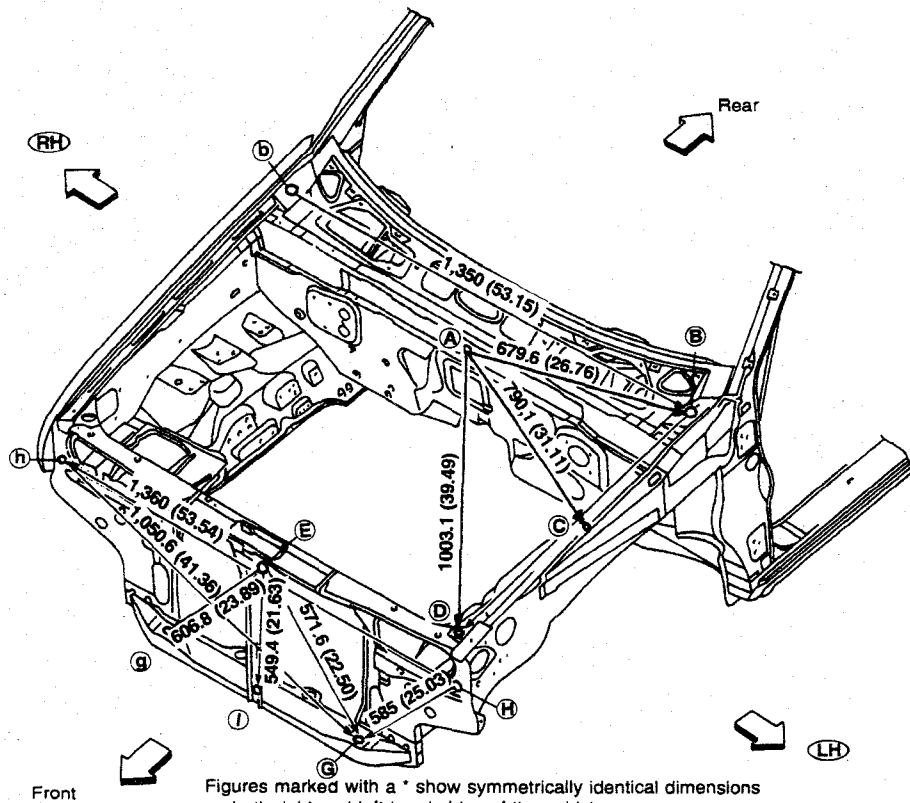 Rear
RH
b
1,350 (53.15)
A
B
679.6 (26.76)
790.1 (31.11)
1003.1 (39.49)
h
1,360 (53.54)
*1,050.6 (41.36)
E
C
D
606.8 (23.89)
549.4 (21.63)
571.6 (22.50)
585 (25.03)
g
H
i
G
LH
Front
Figures marked with a * show symmetrically identical dimensions